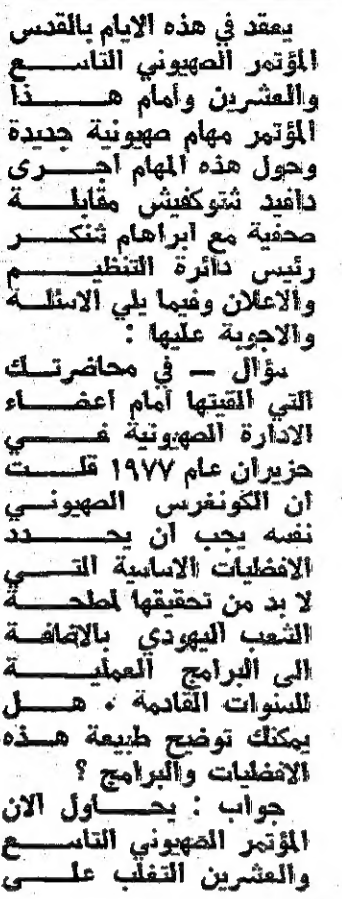 يعقد في هذه الايام بالقدس
المؤتمر الصهيوني التاسع
والعشرين وأمام هذا
المؤتمر مهام صهيونية جديدة
وحول هذه المهام اجرى
دافيد شتوكفيش مقابلة
صحفية مع ابراهام شنكر
رئيس دائرة التنظيم
والاعلان وفيما يلي الاسئلة
والاجوبة عليها :
سؤال — في محاضرتك
التي القيتها أمام اعضاء
الادارة الصهيونية في
حزيران عام ١٩٧٧ قلت
أن الكونغرس الصهيوني
نفسه يجب أن يحدد
الافضليات الاساسية التي
لا بد من تحقيقها لمصلحة
الشعب اليهودي بالاضافة
الى البرامج العملية
للسنوات القادمة . هل
يمكنك توضيح طبيعة هذه
الافضليات والبرامج ؟
جواب : يحاول الان
المؤتمر الصهيوني التاسع
والعشرين التغلب على